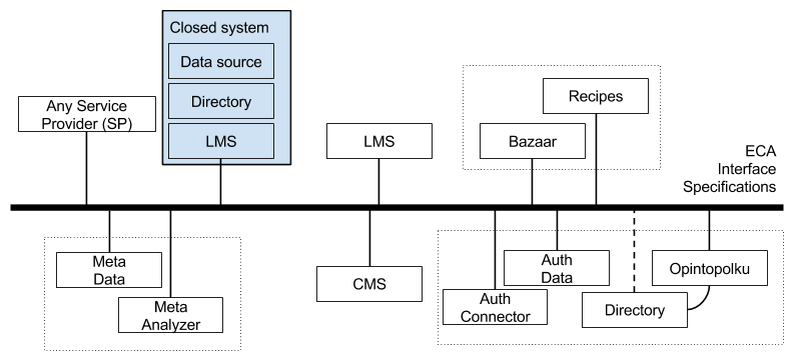 Closed system
Data source
Directory
LMS
Any Service
Provider (SP)
LMS
Recipes
Bazaar
ECA
Interface
Specifications
Meta
Data
Meta
Analyzer
CMS
Auth
Data
Auth
Connector
Opintopolku
Directory